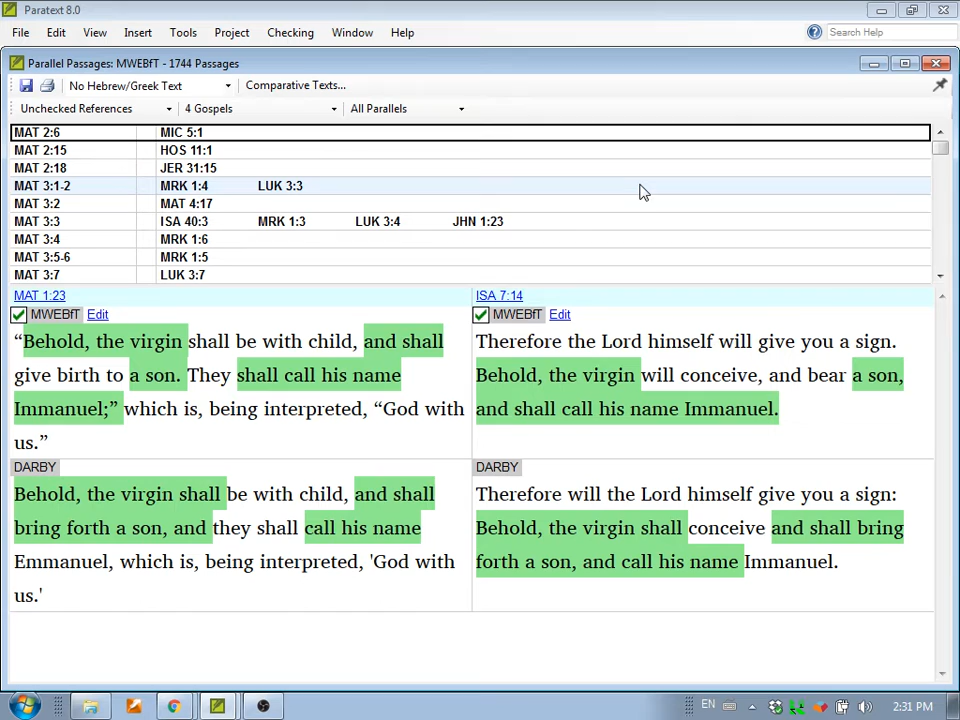 Paratext 8.0
File Edit View Insert Tools Project Checking Window Help Search Help
Parallel Passages: MWEBfT - 1744 Passages
No Hebrew/Greek Text Comparative Texts...
Unchecked References 4 Gospels All Parallels
MAT 2:6 MIC 5:1
MAT 2:15 HOS 11:1
MAT 2:18 JER 31:15
MAT 3:1-2 MRK 1:4 LUK 3:3
MAT 3:2 MAT 4:17
MAT 3:3 ISA 40:3 MRK 1:3 LUK 3:4 JHN 1:23
MAT 3:4 MRK 1:6
MAT 3:5-6 MRK 1:5
MAT 3:7 LUK 3:7
MAT 1:23
MWEBfT Edit
“Behold, the virgin shall be with child, and shall
give birth to a son. They shall call his name
Immanuel;” which is, being interpreted, “God with
us.”
DARBY
Behold, the virgin shall be with child, and shall
bring forth a son, and they shall call his name
Emmanuel, which is, being interpreted, 'God with
us.'
ISA 7:14
MWEBfT Edit
Therefore the Lord himself will give you a sign.
Behold, the virgin will conceive, and bear a son,
and shall call his name Immanuel.
DARBY
Therefore will the Lord himself give you a sign:
Behold, the virgin shall conceive and shall bring
forth a son, and call his name Immanuel.
EN 2:31 PM